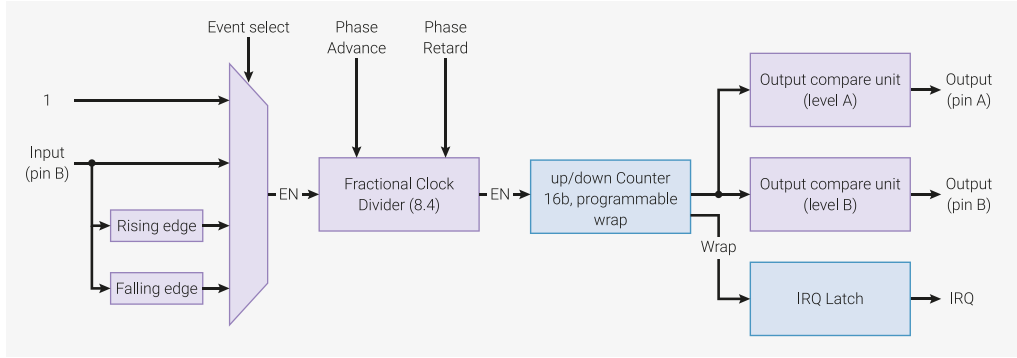 Event select
Phase
Advance
Phase
Retard
1
Input
(pin B)
Rising edge
Falling edge
EN
Fractional Clock
Divider (8.4)
EN
up/down Counter
16b, programmable
wrap
Wrap
Output compare unit
(level A)
Output
(pin A)
Output compare unit
(level B)
Output
(pin B)
IRQ Latch
IRQ